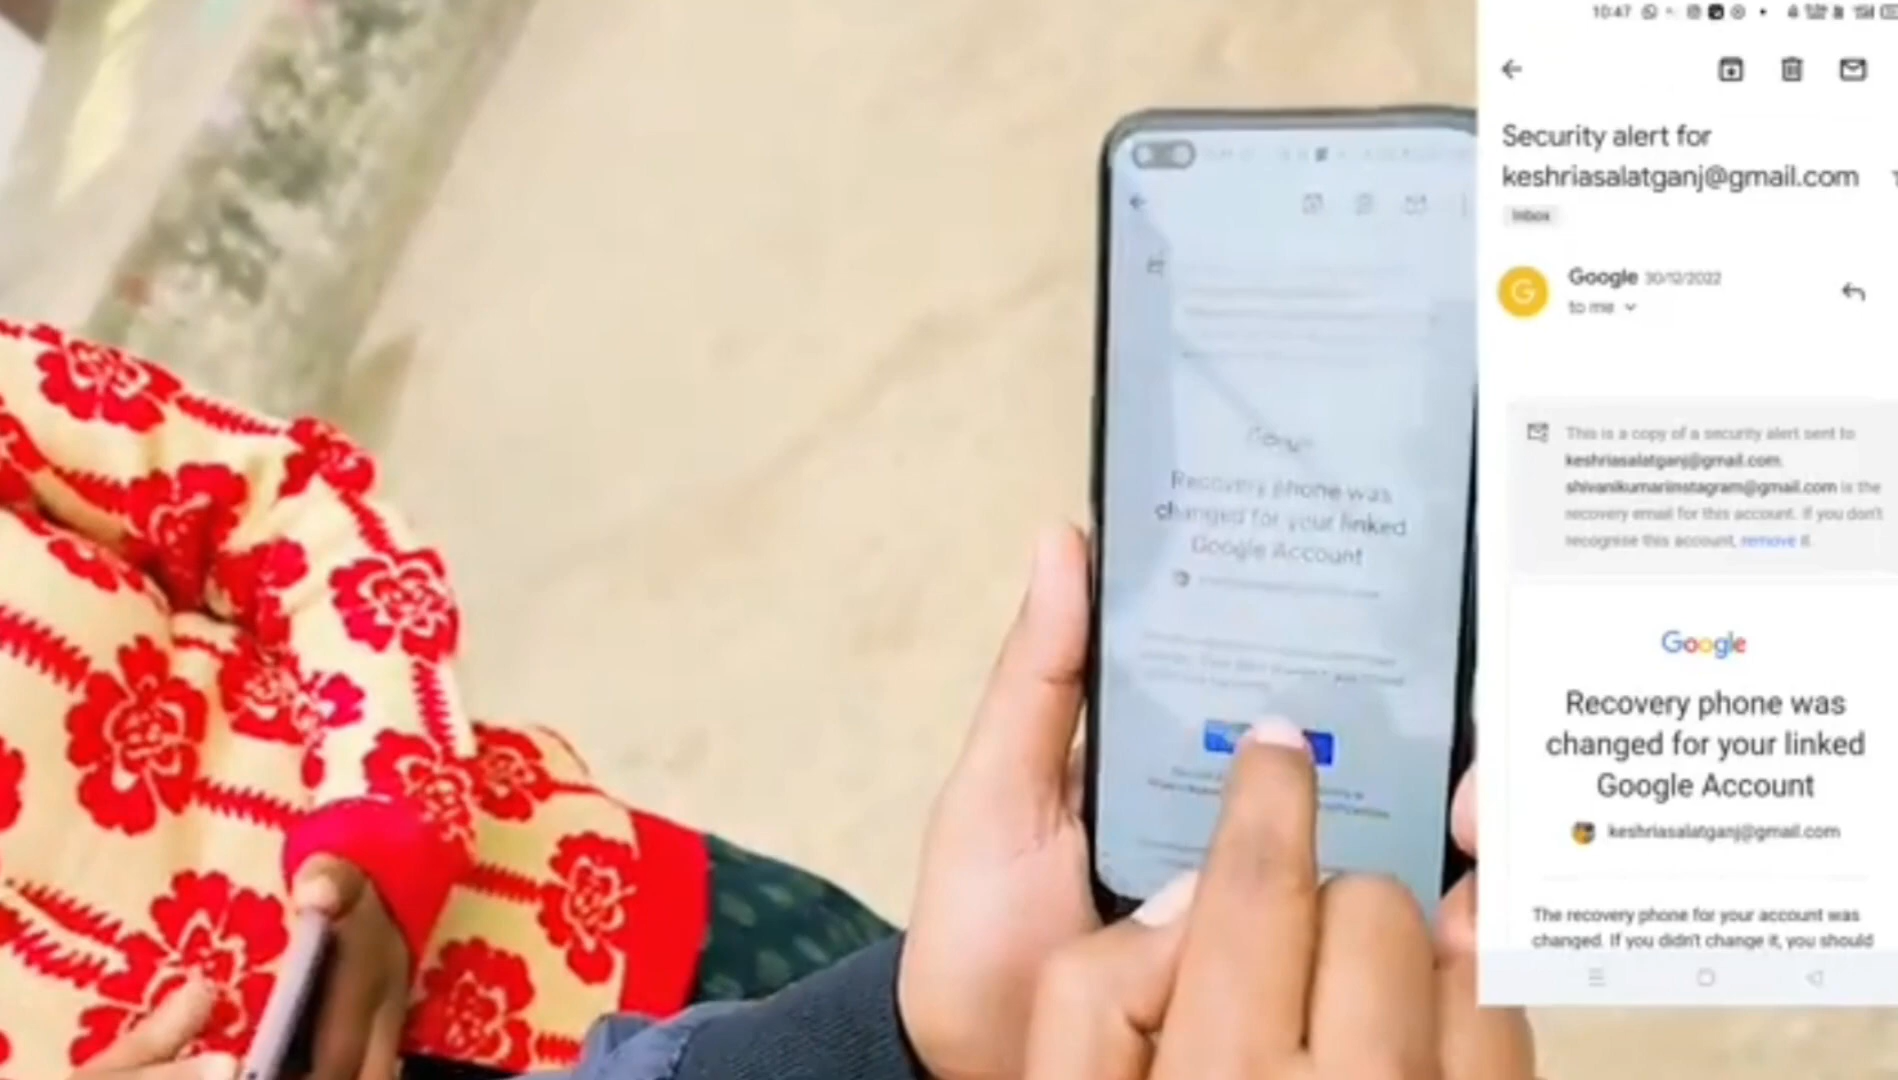 10:47
Security alert for
keshriasalatganj@gmail.com
Inbox
Google 30/12/2022
to me
This is a copy of a security alert sent to
keshriasalatganj@gmail.com.
shivanikumariinstagram@gmail.com is the
recovery email for this account. If you don't
recognise this account, remove it.
Google
Recovery phone was
changed for your linked
Google Account
keshriasalatganj@gmail.com
The recovery phone for your account was
changed. If you didn't change it, you should
Recovery phone was
changed for your linked
Google Account